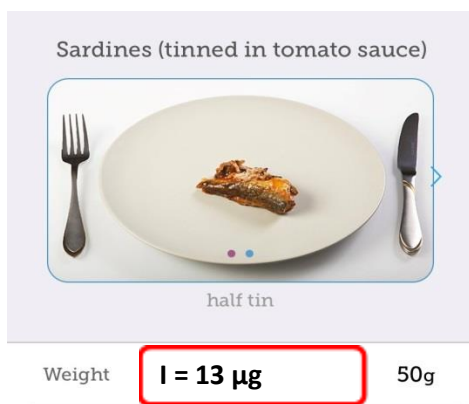 Sardines (tinned in tomato sauce)
half tin
Weight I = 13 μg 50g